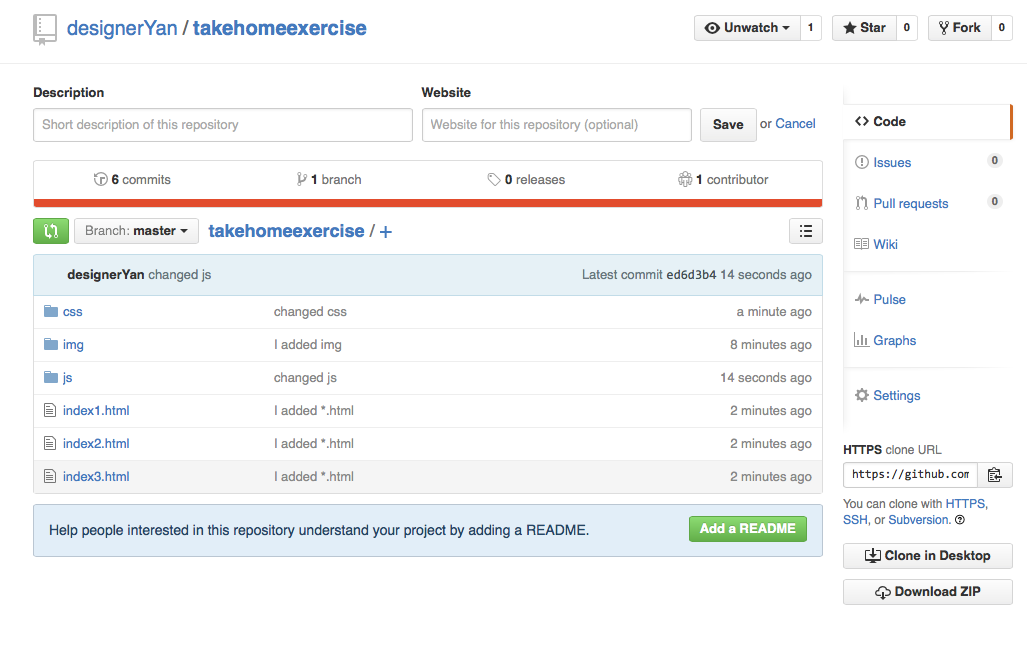 designerYan / takehomeexercise
Unwatch 1
Star 0
Fork 0
Description
Website
Short description of this repository
Website for this repository (optional)
Save or Cancel
6 commits
1 branch
0 releases
1 contributor
Branch: master
takehomeexercise / +
designerYan changed js
Latest commit ed6d3b4 14 seconds ago
css changed css a minute ago
img I added img 8 minutes ago
js changed js 14 seconds ago
index1.html I added *.html 2 minutes ago
index2.html I added *.html 2 minutes ago
index3.html I added *.html 2 minutes ago
Help people interested in this repository understand your project by adding a README.
Add a README
<> Code
Issues 0
Pull requests 0
Wiki
Pulse
Graphs
Settings
HTTPS clone URL
https://github.com
You can clone with HTTPS,
SSH, or Subversion.
Clone in Desktop
Download ZIP